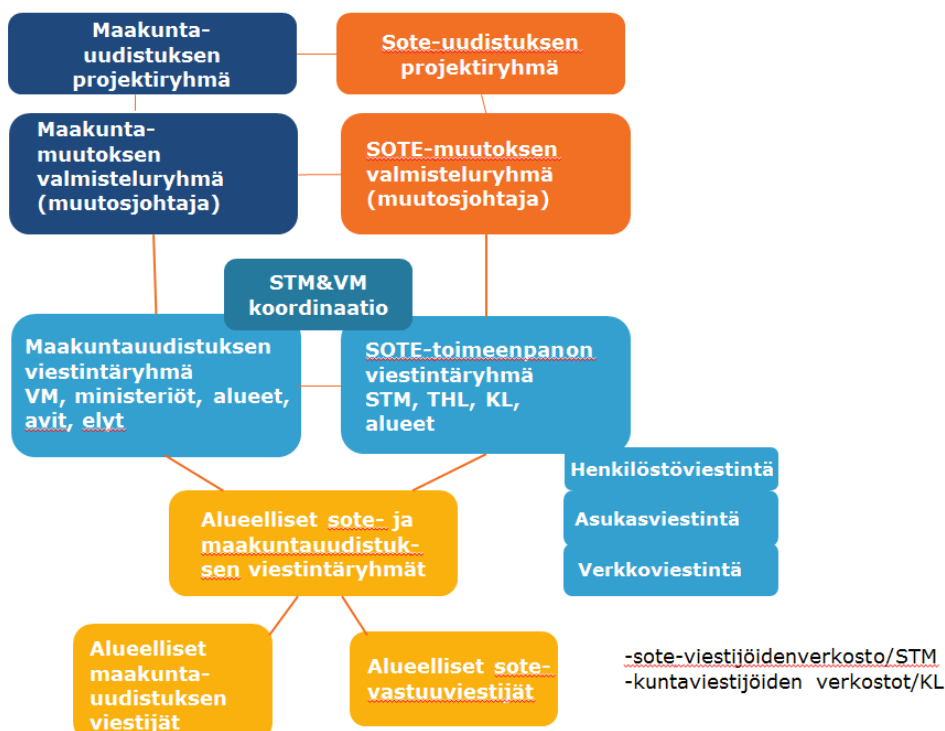 Maakunta-
uudistuksen
projektiryhmä
Sote-uudistuksen
projektiryhmä
Maakunta-
muutoksen
valmisteluryhmä
(muutosjohtaja)
SOTE-muutoksen
valmisteluryhmä
(muutosjohtaja)
STM&VM
koordinaatio
Maakuntauudistuksen
viestintäryhmä
VM, ministeriöt, alueet,
avit, elyt
SOTE-toimeenpanon
viestintäryhmä
STM, THL, KL,
alueet
Henkilöstöviestintä
Asukasviestintä
Verkkoviestintä
Alueelliset sote- ja
maakuntauudistuk-
sen viestintäryhmät
Alueelliset
maakunta-
uudistuksen
viestijät
Alueelliset sote-
vastuuviestijät
-sote-viestijöidenverkosto/STM
-kuntaviestijöiden verkostot/KL